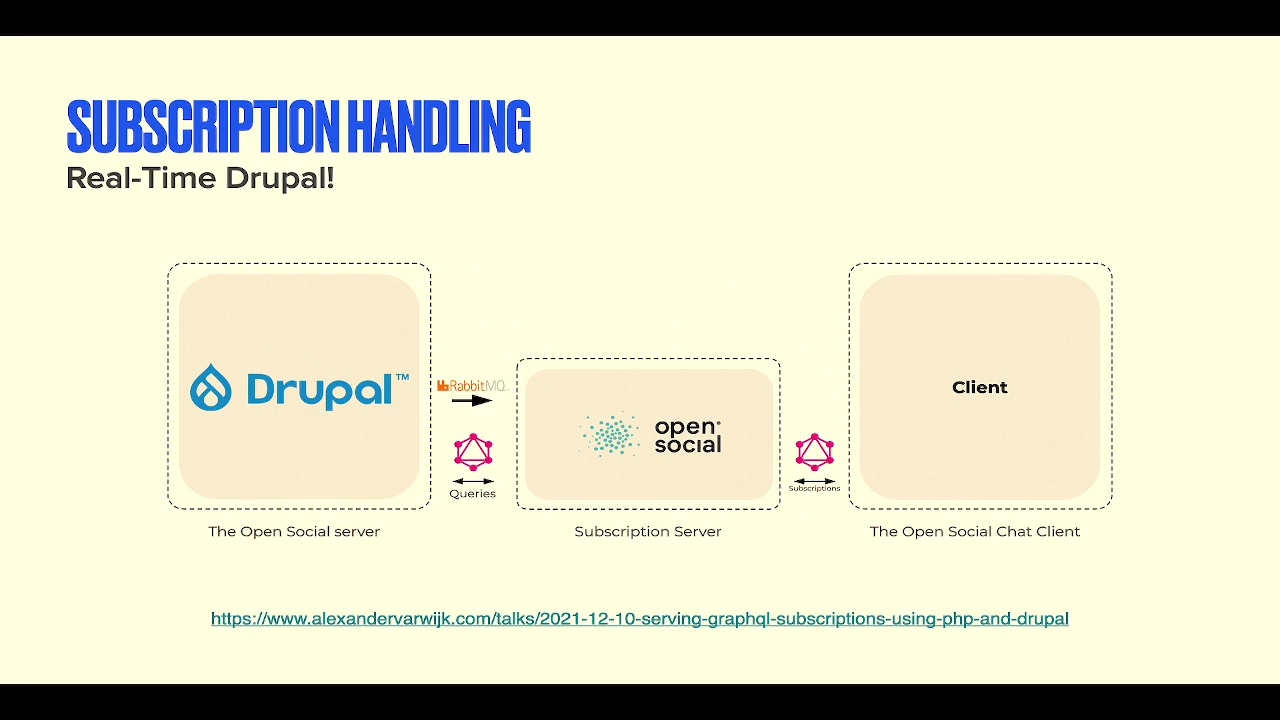 SUBSCRIPTION HANDLING
Real-Time Drupal!
Drupal™
RabbitMQ
Queries
open
social
Subscriptions
Client
The Open Social server
Subscription Server
The Open Social Chat Client
https://www.alexandervarwijk.com/talks/2021-12-10-serving-graphql-subscriptions-using-php-and-drupal